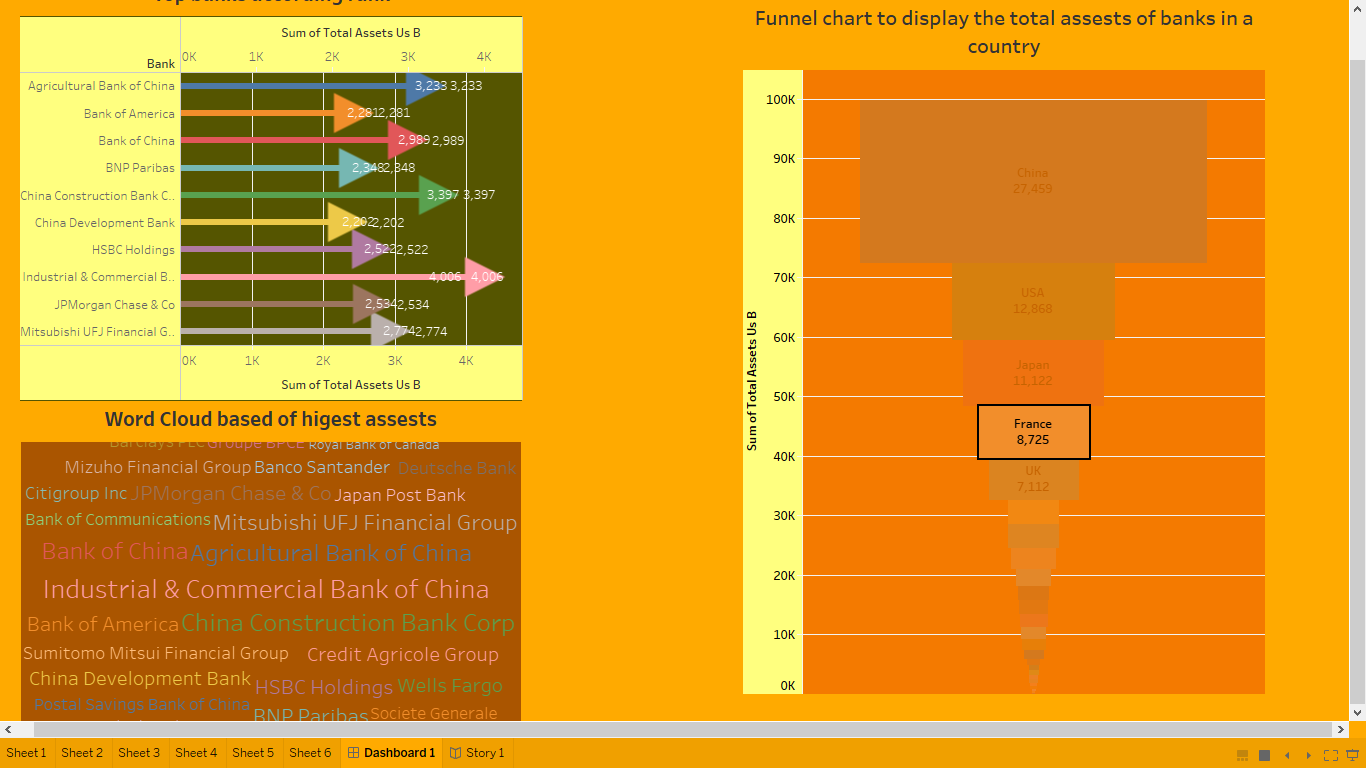 Top banks according rank
Sum of Total Assets Us B
0K 1K 2K 3K 4K
Bank
Agricultural Bank of China 3,233 3,233
Bank of America 2,281 2,281
Bank of China 2,989 2,989
BNP Paribas 2,348 2,348
China Construction Bank C.. 3,397 3,397
China Development Bank 2,202 2,202
HSBC Holdings 2,522 2,522
Industrial & Commercial B.. 4,006 4,006
JPMorgan Chase & Co 2,534 2,534
Mitsubishi UFJ Financial G.. 2,774 2,774
0K 1K 2K 3K 4K
Sum of Total Assets Us B
Word Cloud based of higest assests
Barclays PLC Groupe BPCE Royal Bank of Canada
Mizuho Financial Group Banco Santander Deutsche Bank
Citigroup Inc JPMorgan Chase & Co Japan Post Bank
Bank of Communications Mitsubishi UFJ Financial Group
Bank of China Agricultural Bank of China
Industrial & Commercial Bank of China
Bank of America China Construction Bank Corp
Sumitomo Mitsui Financial Group Credit Agricole Group
China Development Bank HSBC Holdings Wells Fargo
Postal Savings Bank of China BNP Paribas Societe Generale
Funnel chart to display the total assests of banks in a
country
Sum of Total Assets Us B
100K
90K
80K
70K
60K
50K
40K
30K
20K
10K
0K
China
27,459
USA
12,868
Japan
11,122
France
8,725
UK
7,112
Sheet 1 Sheet 2 Sheet 3 Sheet 4 Sheet 5 Sheet 6 Dashboard 1 Story 1